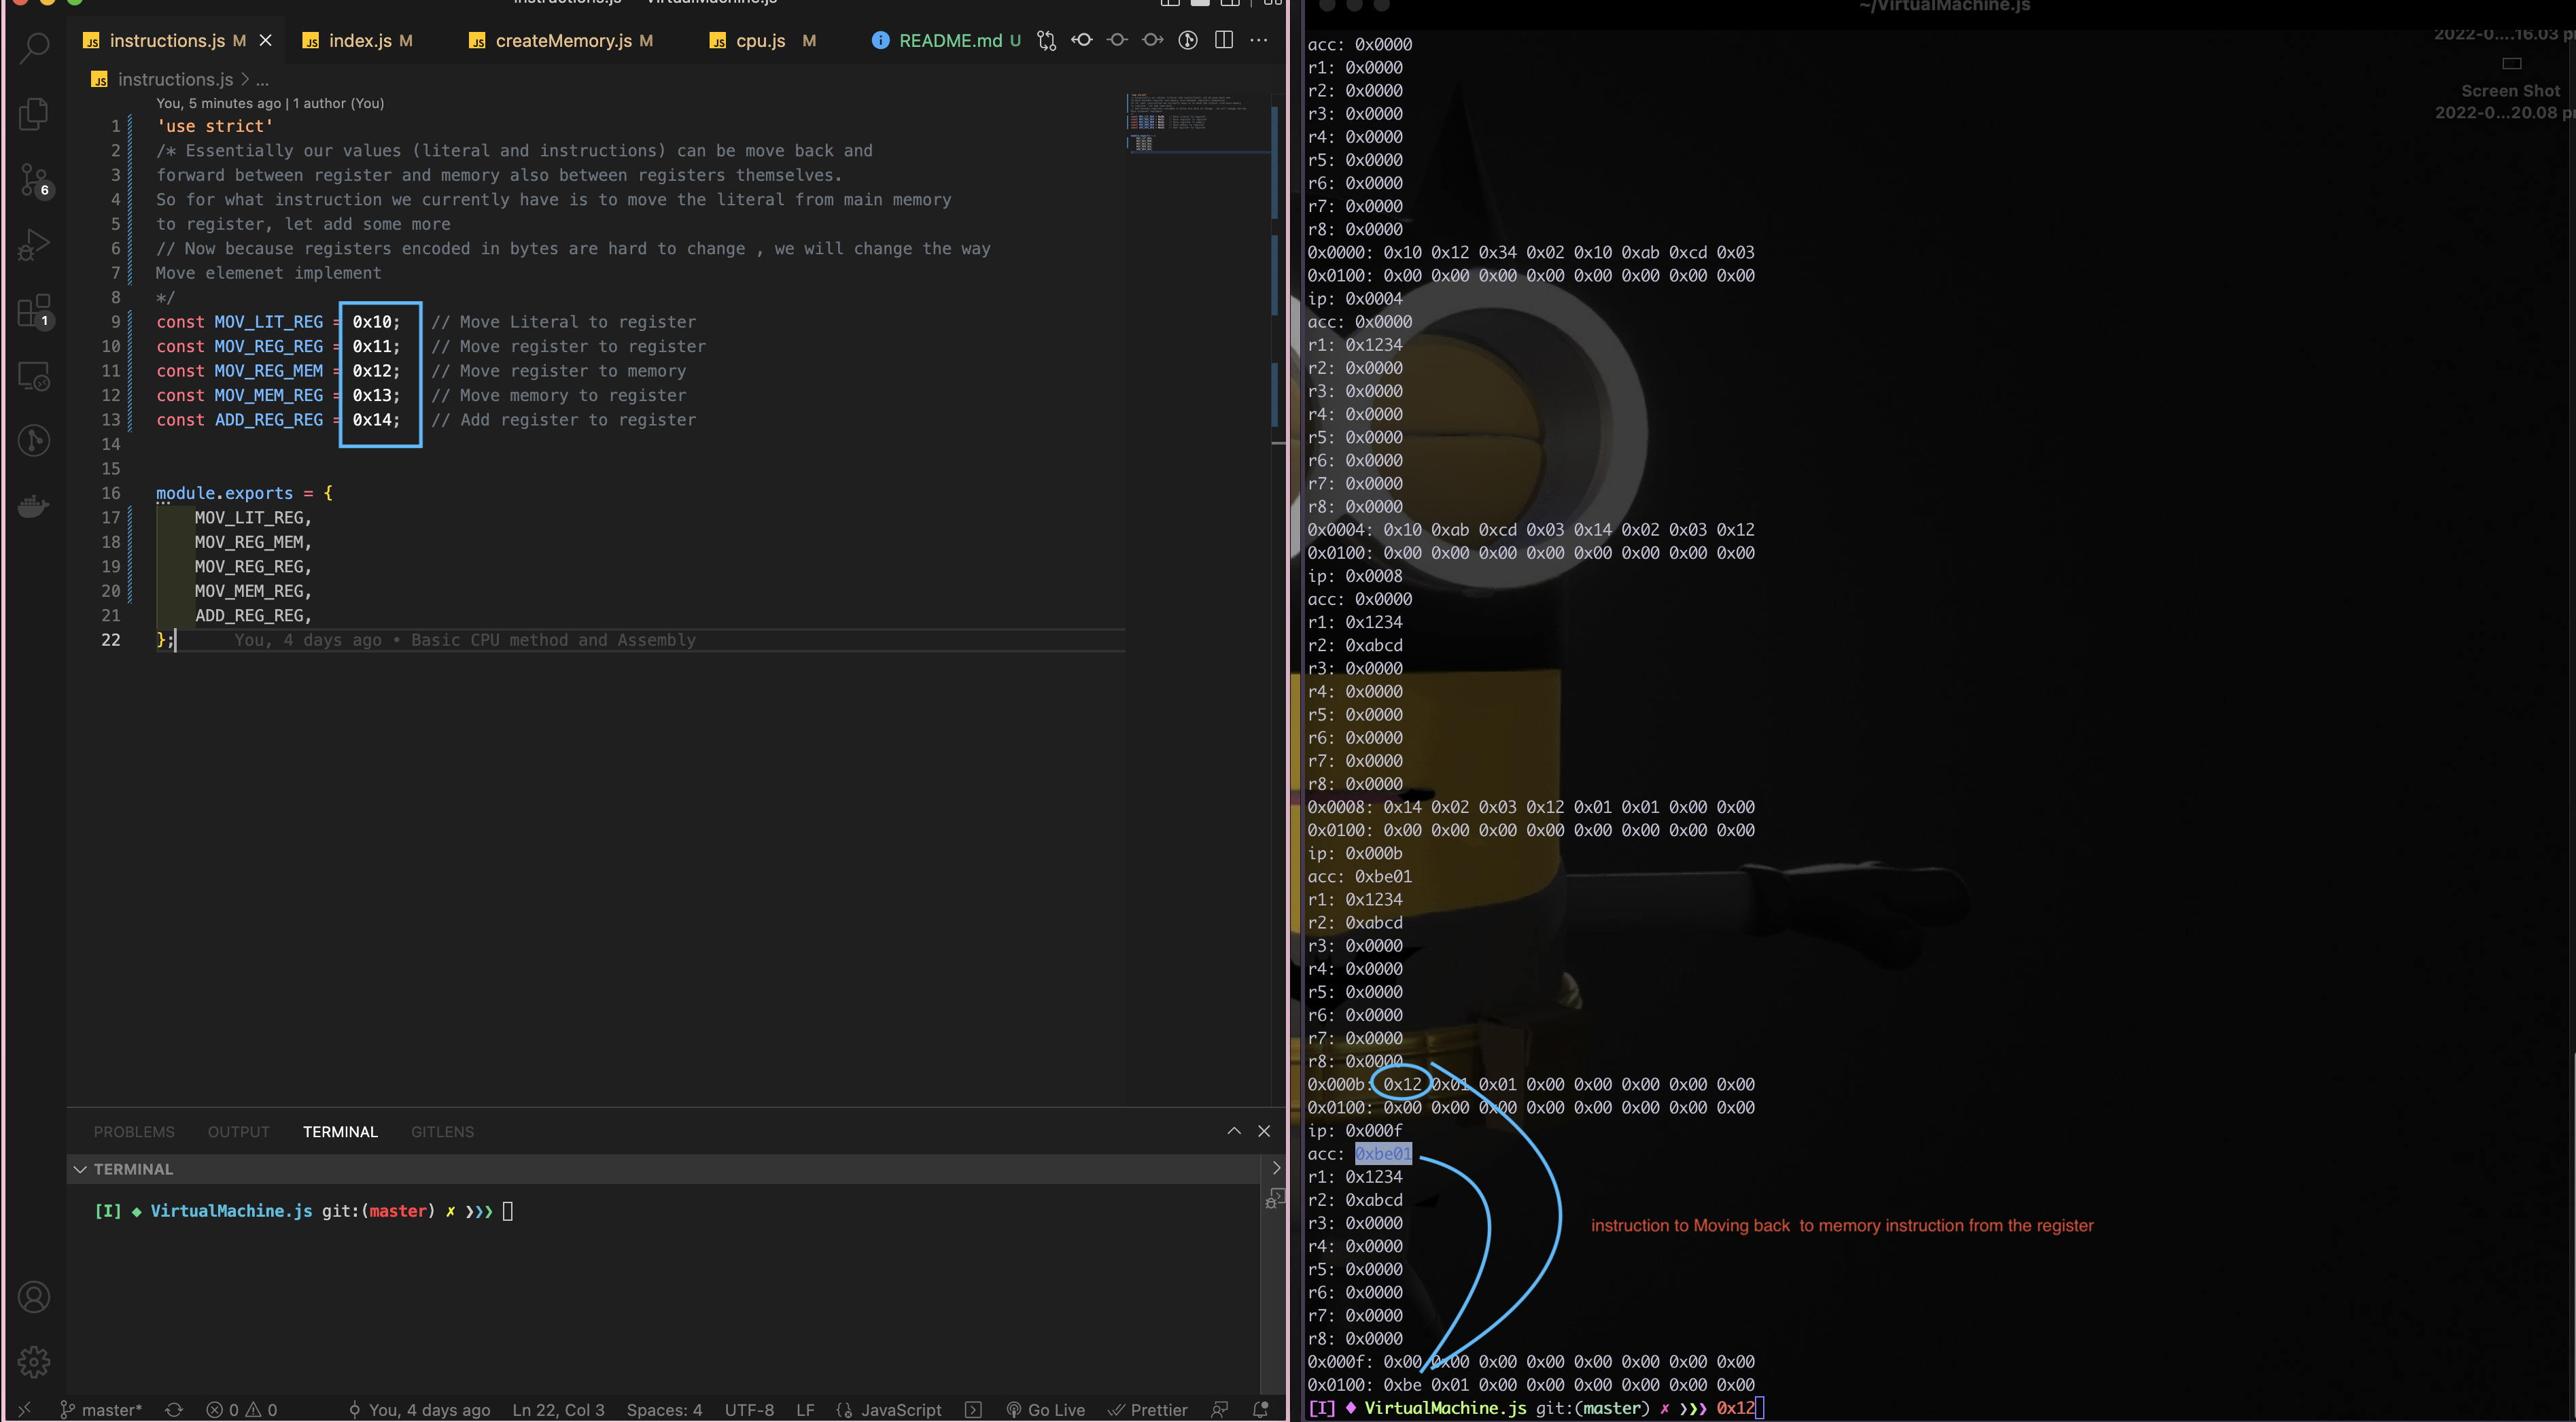 instructions.js — VirtualMachine.js
instructions.js M
index.js M
createMemory.js M
cpu.js M
README.md U
instructions.js > ...
You, 5 minutes ago | 1 author (You)
1 'use strict'
2 /* Essentially our values (literal and instructions) can be move back and
3 forward between register and memory also between registers themselves.
4 So for what instruction we currently have is to move the literal from main memory
5 to register, let add some more
6 // Now because registers encoded in bytes are hard to change , we will change the way
7 Move elemenet implement
8 */
9 const MOV_LIT_REG = 0x10; // Move Literal to register
10 const MOV_REG_REG = 0x11; // Move register to register
11 const MOV_REG_MEM = 0x12; // Move register to memory
12 const MOV_MEM_REG = 0x13; // Move memory to register
13 const ADD_REG_REG = 0x14; // Add register to register
14
15
16 module.exports = {
17 MOV_LIT_REG,
18 MOV_REG_MEM,
19 MOV_REG_REG,
20 MOV_MEM_REG,
21 ADD_REG_REG,
22 }; You, 4 days ago • Basic CPU method and Assembly
6
1
PROBLEMS OUTPUT TERMINAL GITLENS
TERMINAL
[I] ◆ VirtualMachine.js git:(master) ✗ ❯❯❯
master* 0 0 You, 4 days ago Ln 22, Col 3 Spaces: 4 UTF-8 LF JavaScript Go Live Prettier
~/VirtualMachine.js
2022-0....16.03
Screen Shot
2022-0...20.08
acc: 0x0000
r1: 0x0000
r2: 0x0000
r3: 0x0000
r4: 0x0000
r5: 0x0000
r6: 0x0000
r7: 0x0000
r8: 0x0000
0x0000: 0x10 0x12 0x34 0x02 0x10 0xab 0xcd 0x03
0x0100: 0x00 0x00 0x00 0x00 0x00 0x00 0x00 0x00
ip: 0x0004
acc: 0x0000
r1: 0x1234
r2: 0x0000
r3: 0x0000
r4: 0x0000
r5: 0x0000
r6: 0x0000
r7: 0x0000
r8: 0x0000
0x0004: 0x10 0xab 0xcd 0x03 0x14 0x02 0x03 0x12
0x0100: 0x00 0x00 0x00 0x00 0x00 0x00 0x00 0x00
ip: 0x0008
acc: 0x0000
r1: 0x1234
r2: 0xabcd
r3: 0x0000
r4: 0x0000
r5: 0x0000
r6: 0x0000
r7: 0x0000
r8: 0x0000
0x0008: 0x14 0x02 0x03 0x12 0x01 0x01 0x00 0x00
0x0100: 0x00 0x00 0x00 0x00 0x00 0x00 0x00 0x00
ip: 0x000b
acc: 0xbe01
r1: 0x1234
r2: 0xabcd
r3: 0x0000
r4: 0x0000
r5: 0x0000
r6: 0x0000
r7: 0x0000
r8: 0x0000
0x000b: 0x12 0x01 0x01 0x00 0x00 0x00 0x00 0x00
0x0100: 0x00 0x00 0x00 0x00 0x00 0x00 0x00 0x00
ip: 0x000f
acc: 0xbe01
r1: 0x1234
r2: 0xabcd
r3: 0x0000
instruction to Moving back to memory instruction from the register
r4: 0x0000
r5: 0x0000
r6: 0x0000
r7: 0x0000
r8: 0x0000
0x000f: 0x00 0x00 0x00 0x00 0x00 0x00 0x00 0x00
0x0100: 0xbe 0x01 0x00 0x00 0x00 0x00 0x00 0x00
[I] ♦ VirtualMachine.js git:(master) ✗ ❯❯❯ 0x12